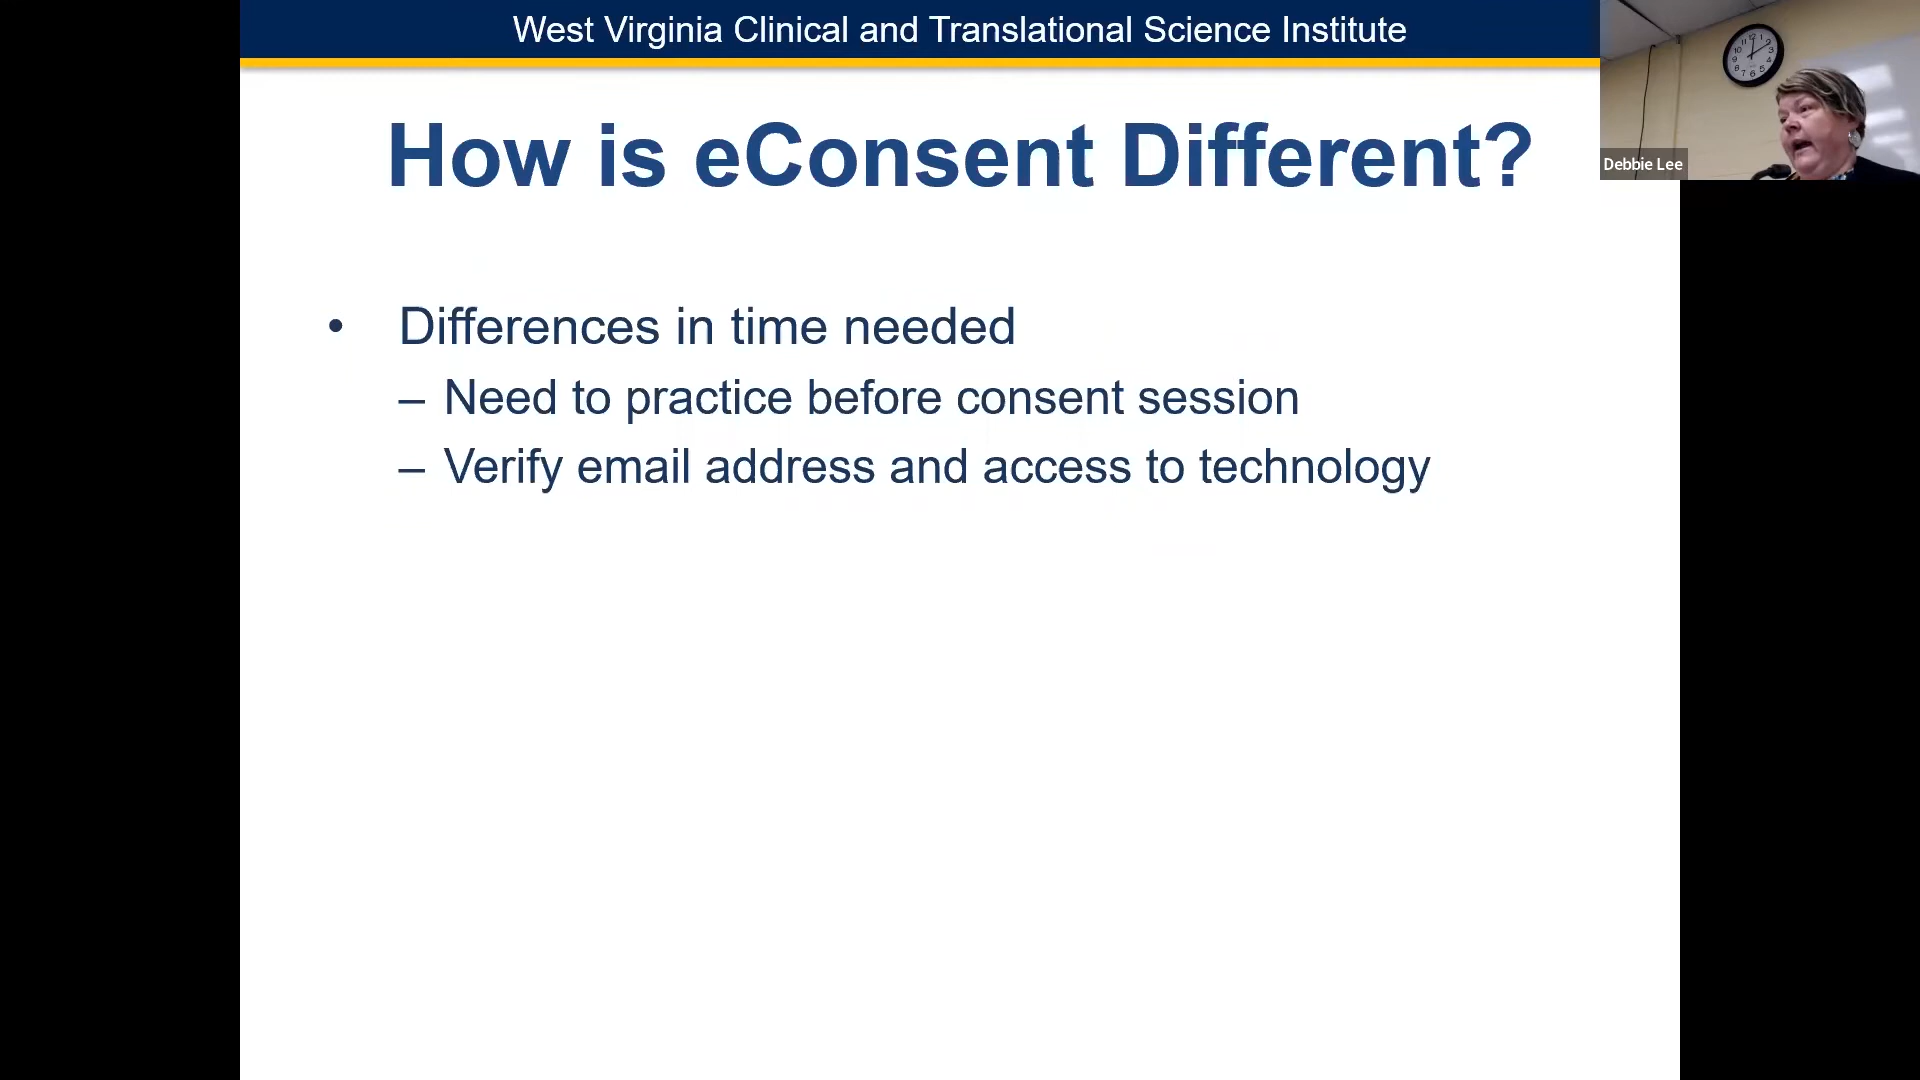 West Virginia Clinical and Translational Science Institute
How is eConsent Different?
Debbie Lee
• Differences in time needed
– Need to practice before consent session
– Verify email address and access to technology